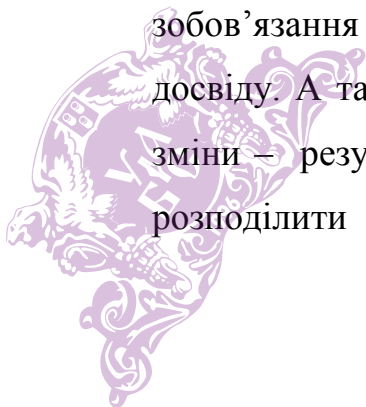 зобов’язання
досвіду. А та
зміни – резу
розподілити